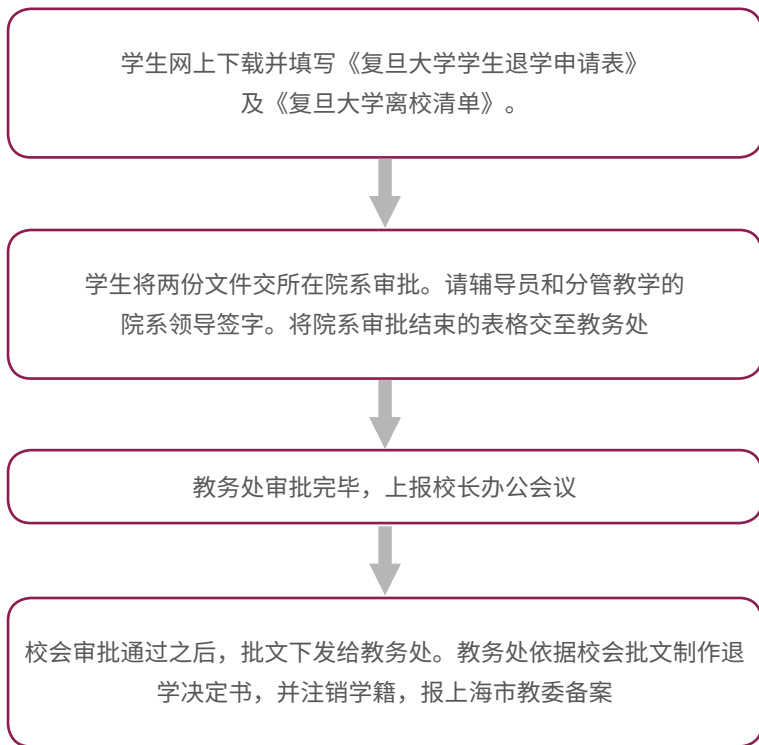 学生网上下载并填写《复旦大学学生退学申请表》
及《复旦大学离校清单》。
学生将两份文件交所在院系审批。请辅导员和分管教学的
院系领导签字。将院系审批结束的表格交至教务处
教务处审批完毕，上报校长办公会议
校会审批通过之后，批文下发给教务处。教务处依据校会批文制作退
学决定书，并注销学籍，报上海市教委备案